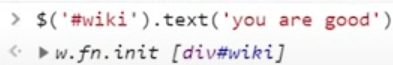 > $('#wiki').text('you are good')
<· ▶ w.fn.init [div#wiki]